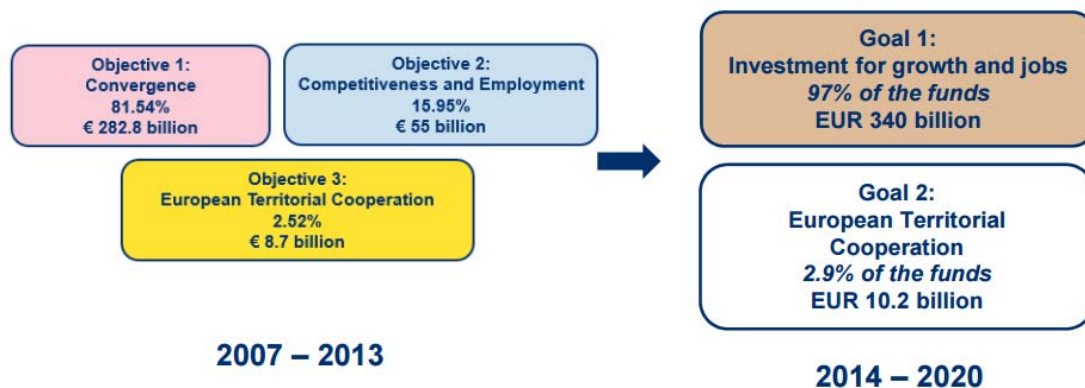 Objective 1:
Convergence
81.54%
€ 282.8 billion
Objective 2:
Competitiveness and Employment
15.95%
€ 55 billion
Objective 3:
European Territorial Cooperation
2.52%
€ 8.7 billion
2007 – 2013
Goal 1:
Investment for growth and jobs
97% of the funds
EUR 340 billion
Goal 2:
European Territorial
Cooperation
2.9% of the funds
EUR 10.2 billion
2014 – 2020